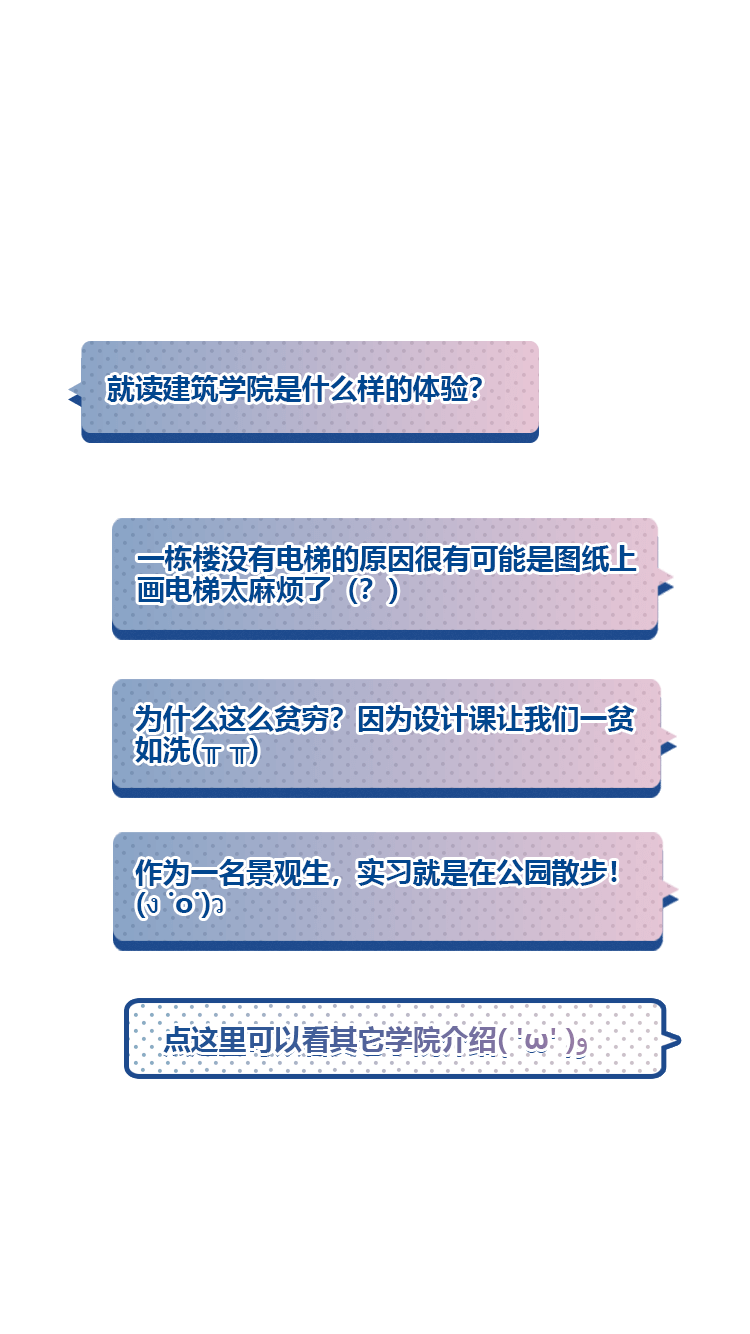 就读建筑学院是什么样的体验？
一栋楼没有电梯的原因很有可能是图纸上
画电梯太麻烦了（？）
为什么这么贫穷？因为设计课让我们一贫
如洗(╥ ╥)
作为一名景观生，实习就是在公园散步！
(ง ˙o˙)ว
点这里可以看其它学院介绍( 'ω' )و